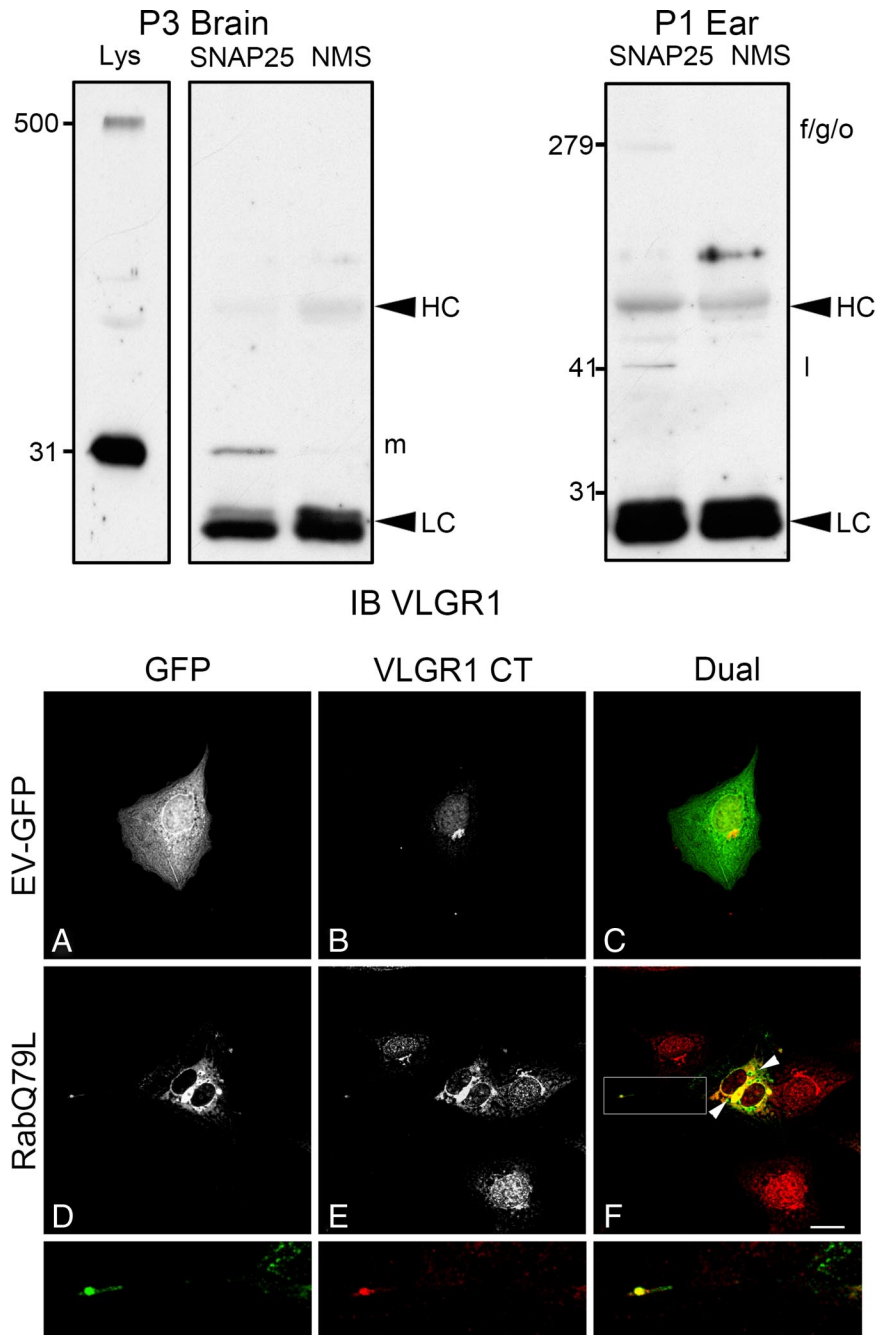 P3 Brain
P1 Ear
Lys
SNAP25 NMS
SNAP25 NMS
500
31
HC
m
LC
279
41
31
f/g/o
HC
l
LC
IB VLGR1
GFP
VLGR1 CT
Dual
EV-GFP
A
B
C
RabQ79L
D
E
F